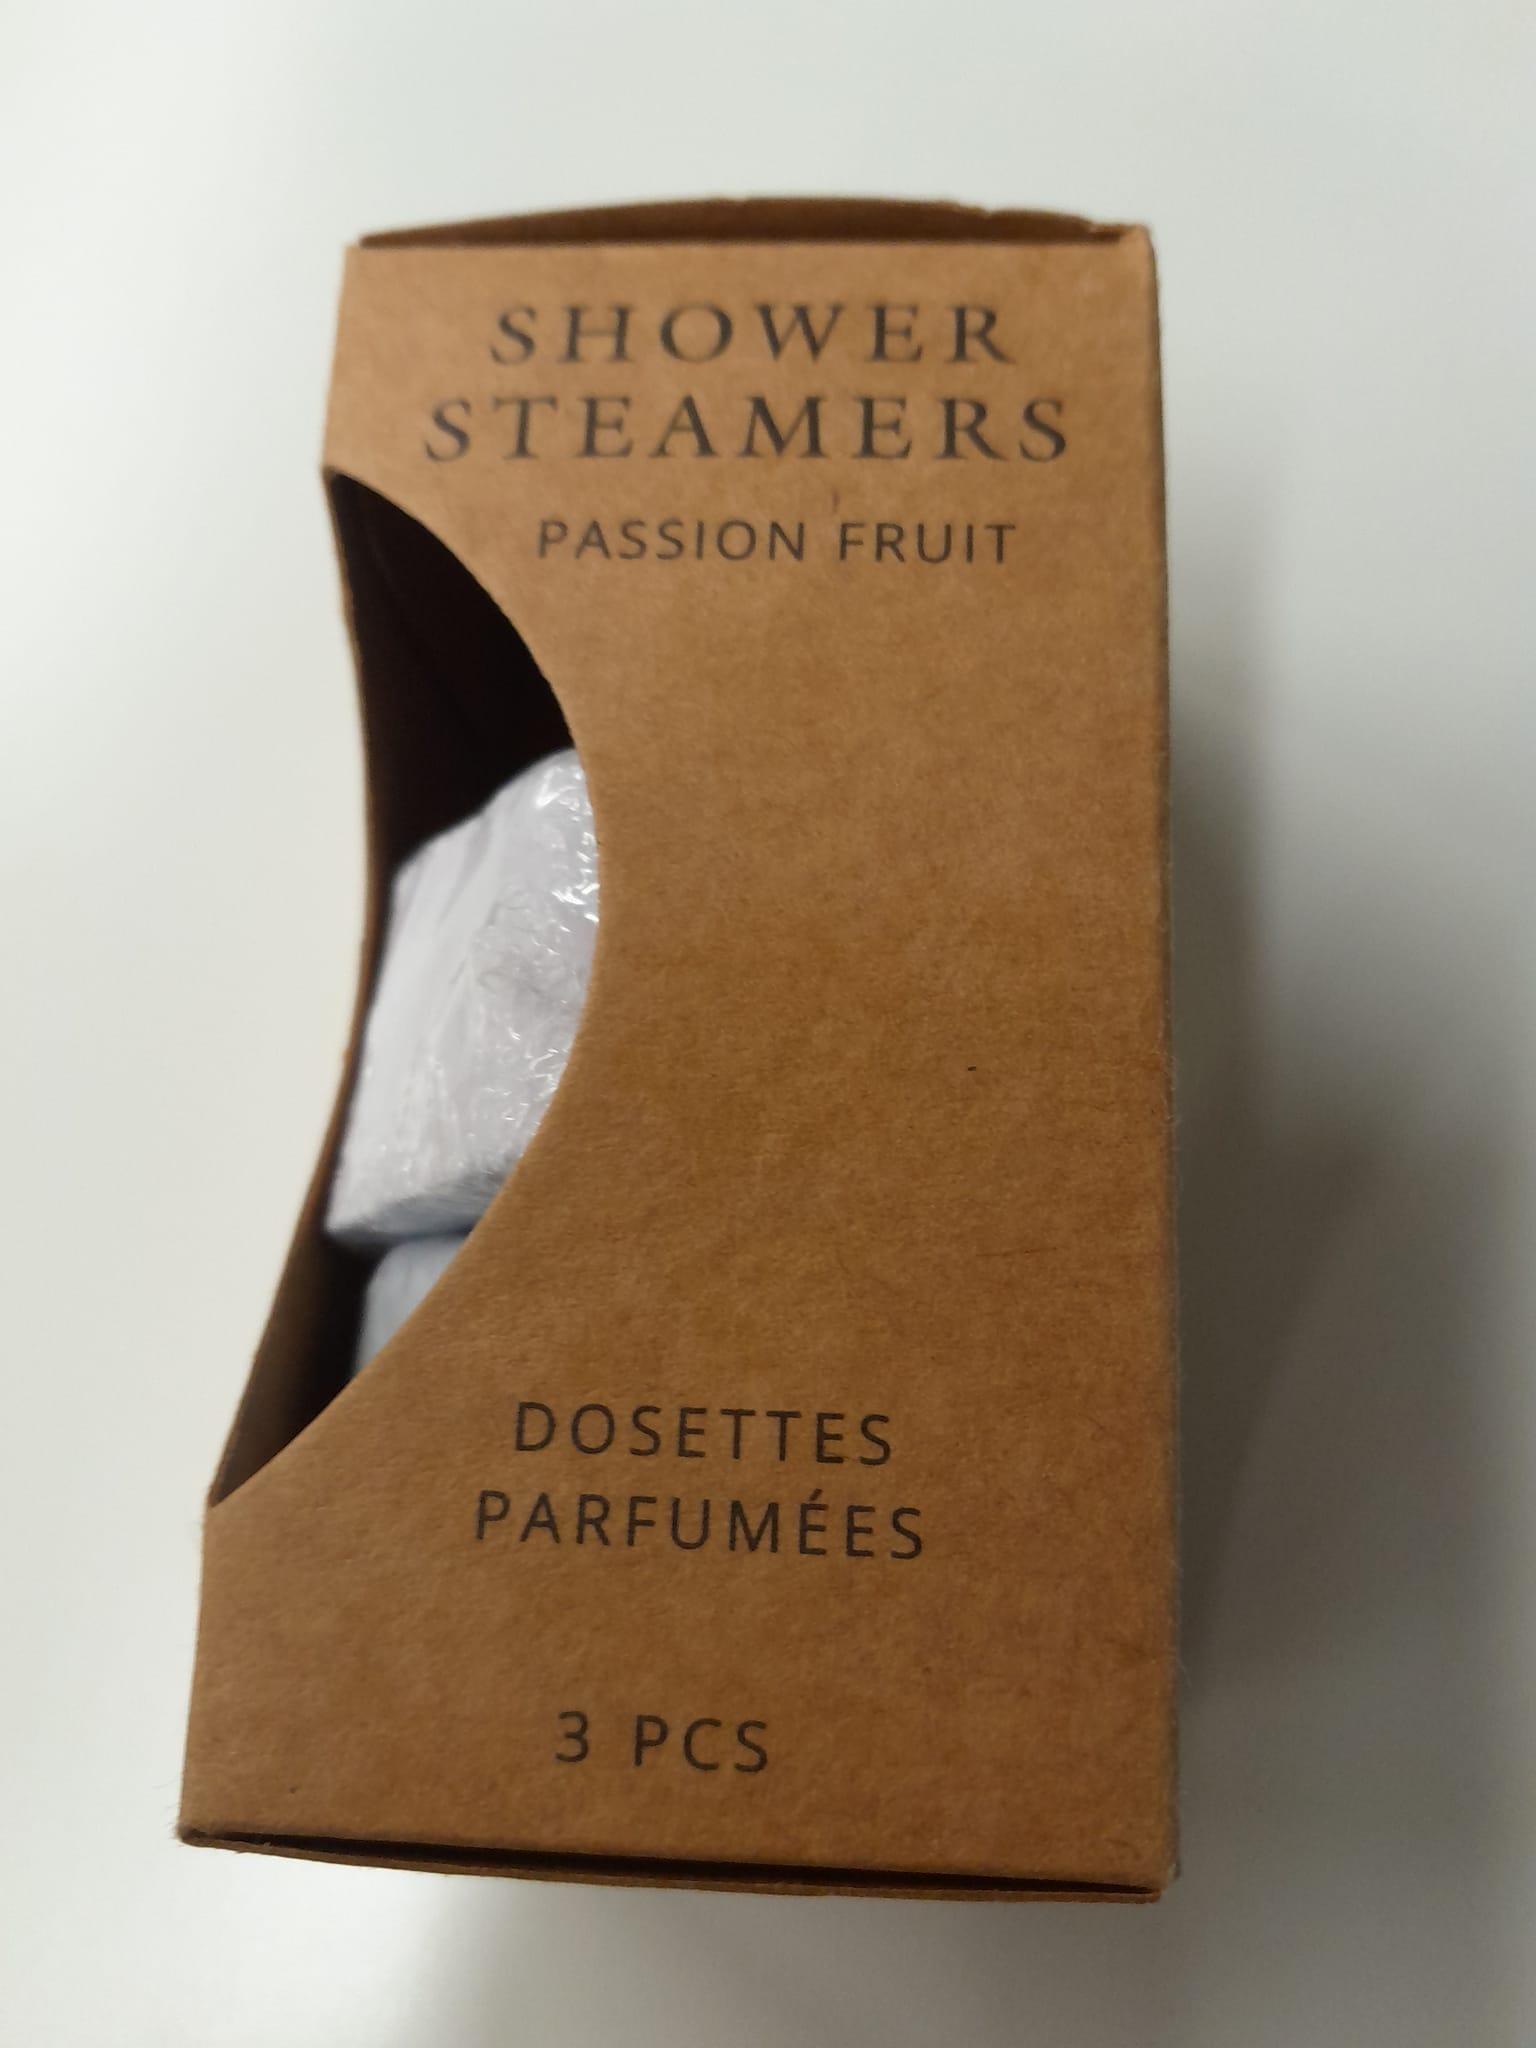 SHOWER
STEAMERS
PASSION FRUIT
DOSETTES
PARFUMÉES
3 PCS